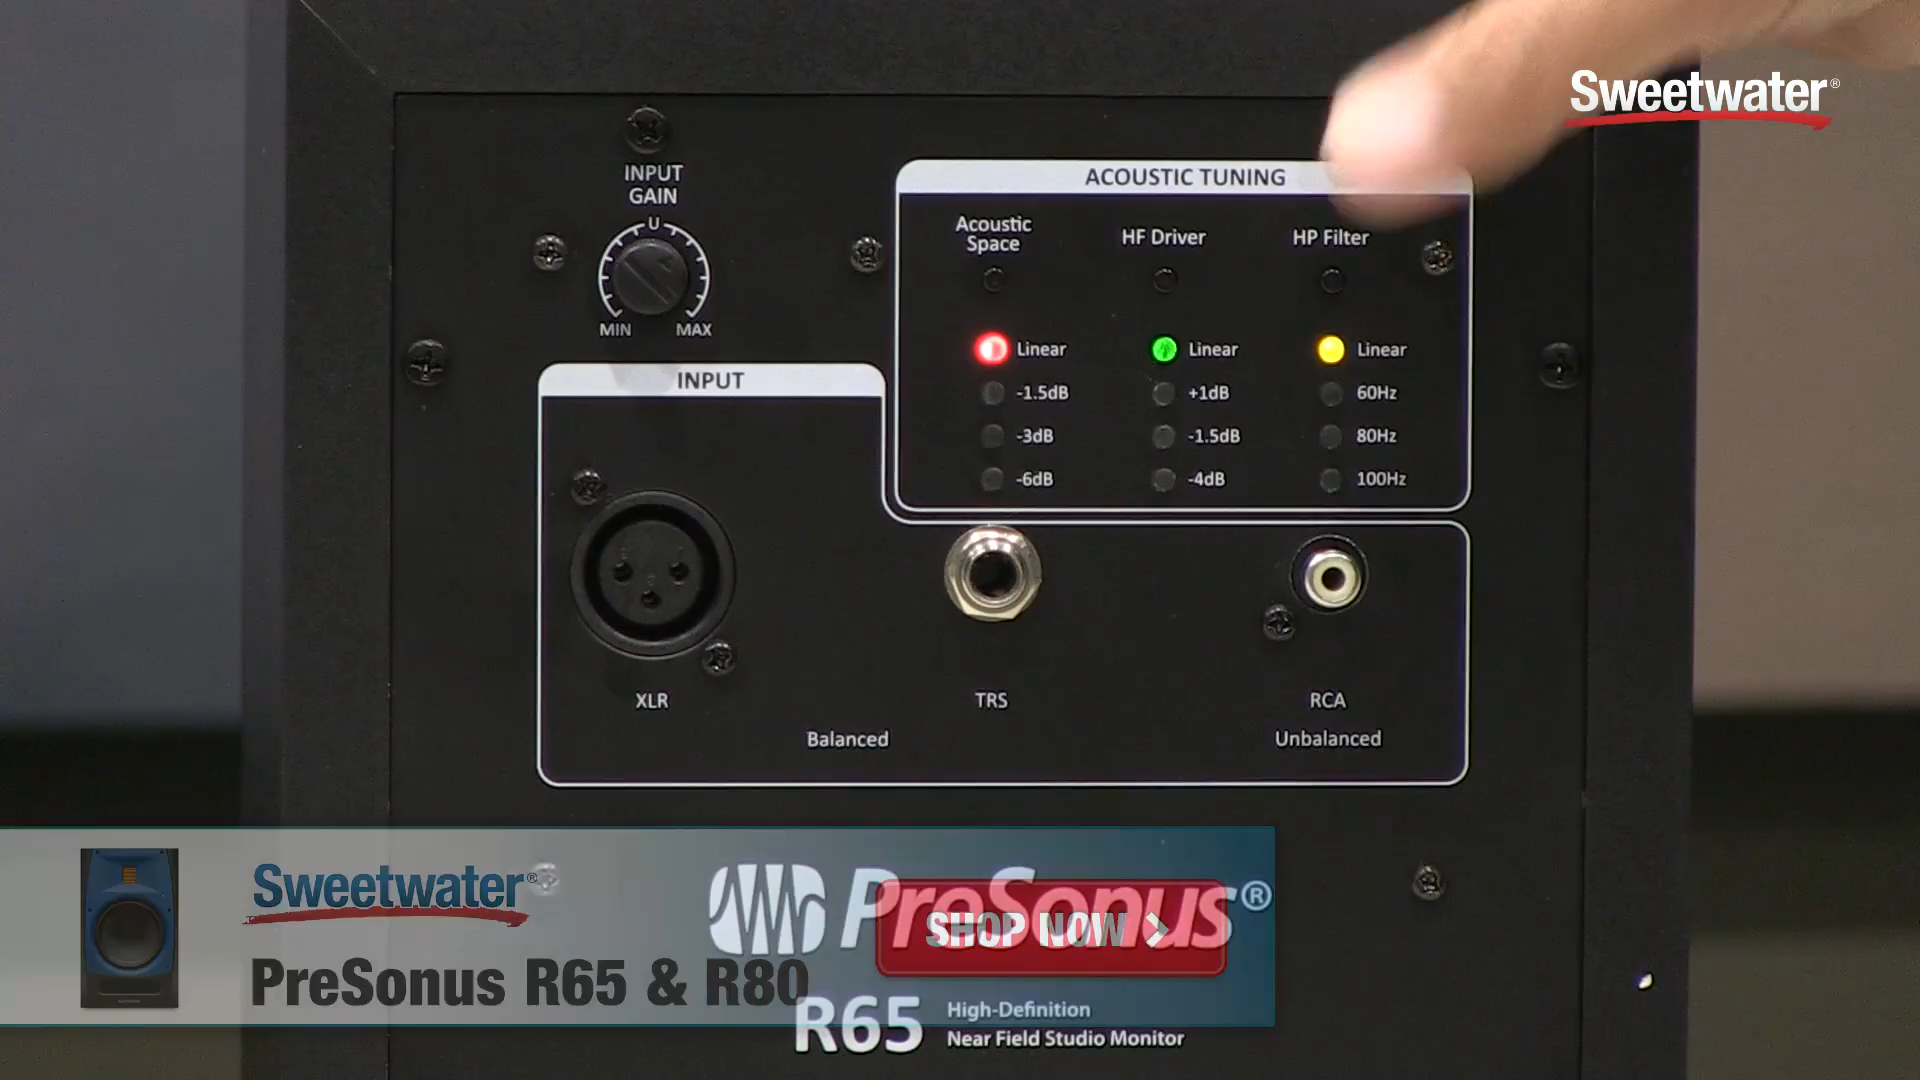 Sweetwater®
INPUT
GAIN
U
MIN MAX
ACOUSTIC TUNING
Acoustic
Space
HF Driver
HP Filter
Linear
-1.5dB
-3dB
-6dB
Linear
+1dB
-1.5dB
-4dB
Linear
60Hz
80Hz
100Hz
INPUT
XLR
TRS
RCA
Balanced
Unbalanced
Sweetwater®
PreSonus R65 & R80
SHOP NOW
PreSonus®
R65
High-Definition
Near Field Studio Monitor